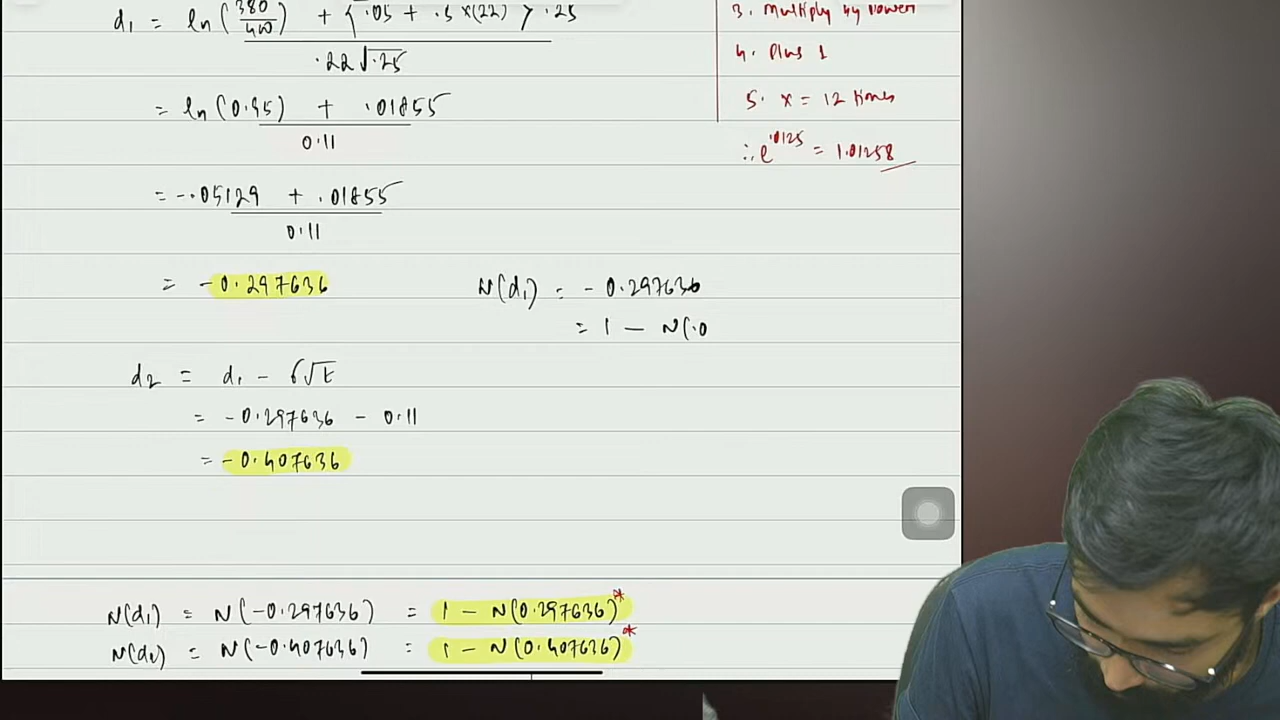 d1 = ln(380/400) + {.05 + .5 x(22) } .25
.22√.25
= ln(0.95) + .01855
0.11
= -.05129 + .01855
0.11
= -0.297636
d2 = d1 - σ√t
= -0.297636 - 0.11
= -0.407636
N(d1) = -0.297636
= 1 - N(.0
3. Multiply by power
4. Plus 1
5. x = 12 times
∴ e^.0125 = 1.01258
N(d1) = N(-0.297636) = 1 - N(0.297636)*
N(d2) = N(-0.407636) = 1 - N(0.407636)*